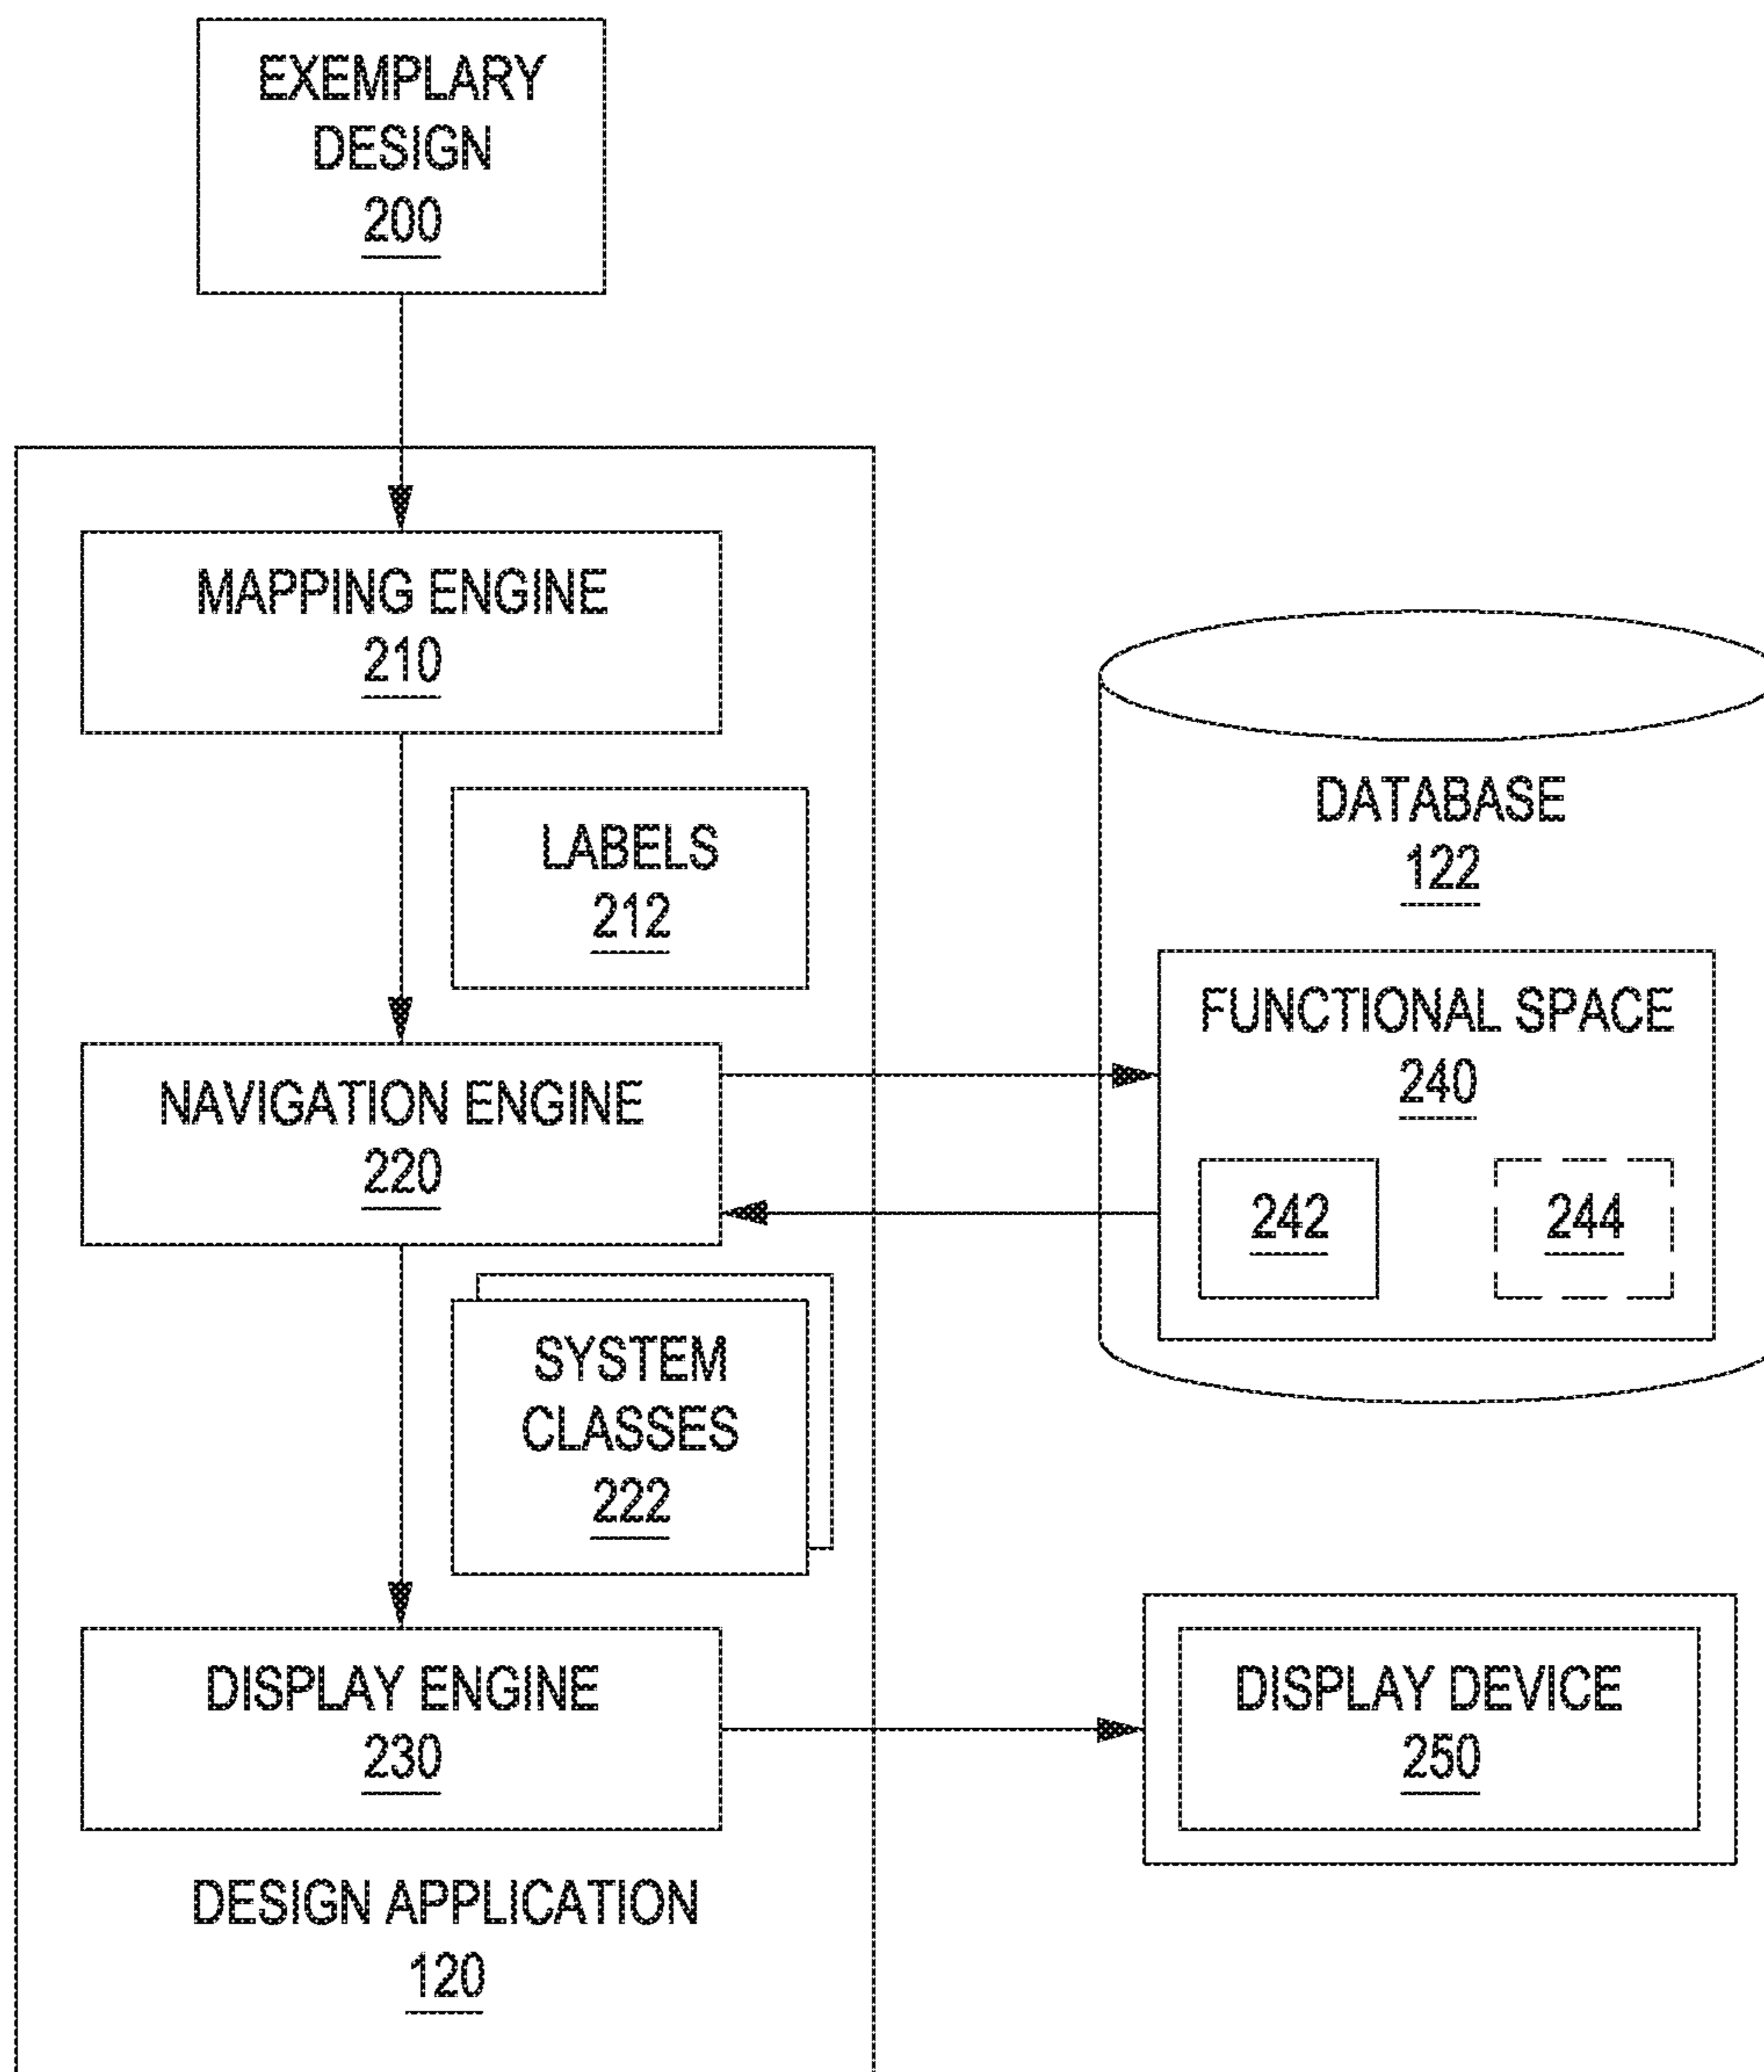 EXEMPLARY
DESIGN
200
MAPPING ENGINE
210
LABELS
212
DATABASE
122
FUNCTIONAL SPACE
240
242
244
NAVIGATION ENGINE
220
SYSTEM
CLASSES
222
DISPLAY ENGINE
230
DISPLAY DEVICE
250
DESIGN APPLICATION
120